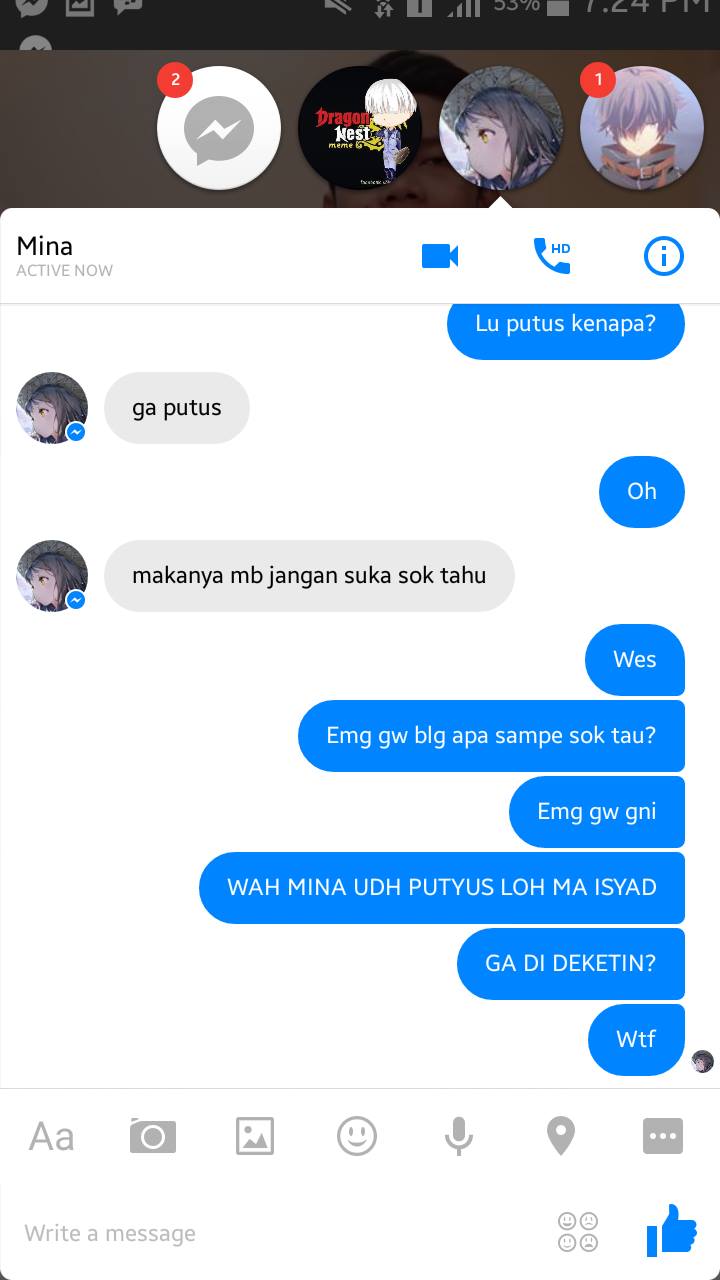 53%
7:24 PM
2
Dragon
Nest
meme
1
Mina
ACTIVE NOW
HD
Lu putus kenapa?
ga putus
Oh
makanya mb jangan suka sok tahu
Wes
Emg gw blg apa sampe sok tau?
Emg gw gni
WAH MINA UDH PUTYUS LOH MA ISYAD
GA DI DEKETIN?
Wtf
Aa
Write a message